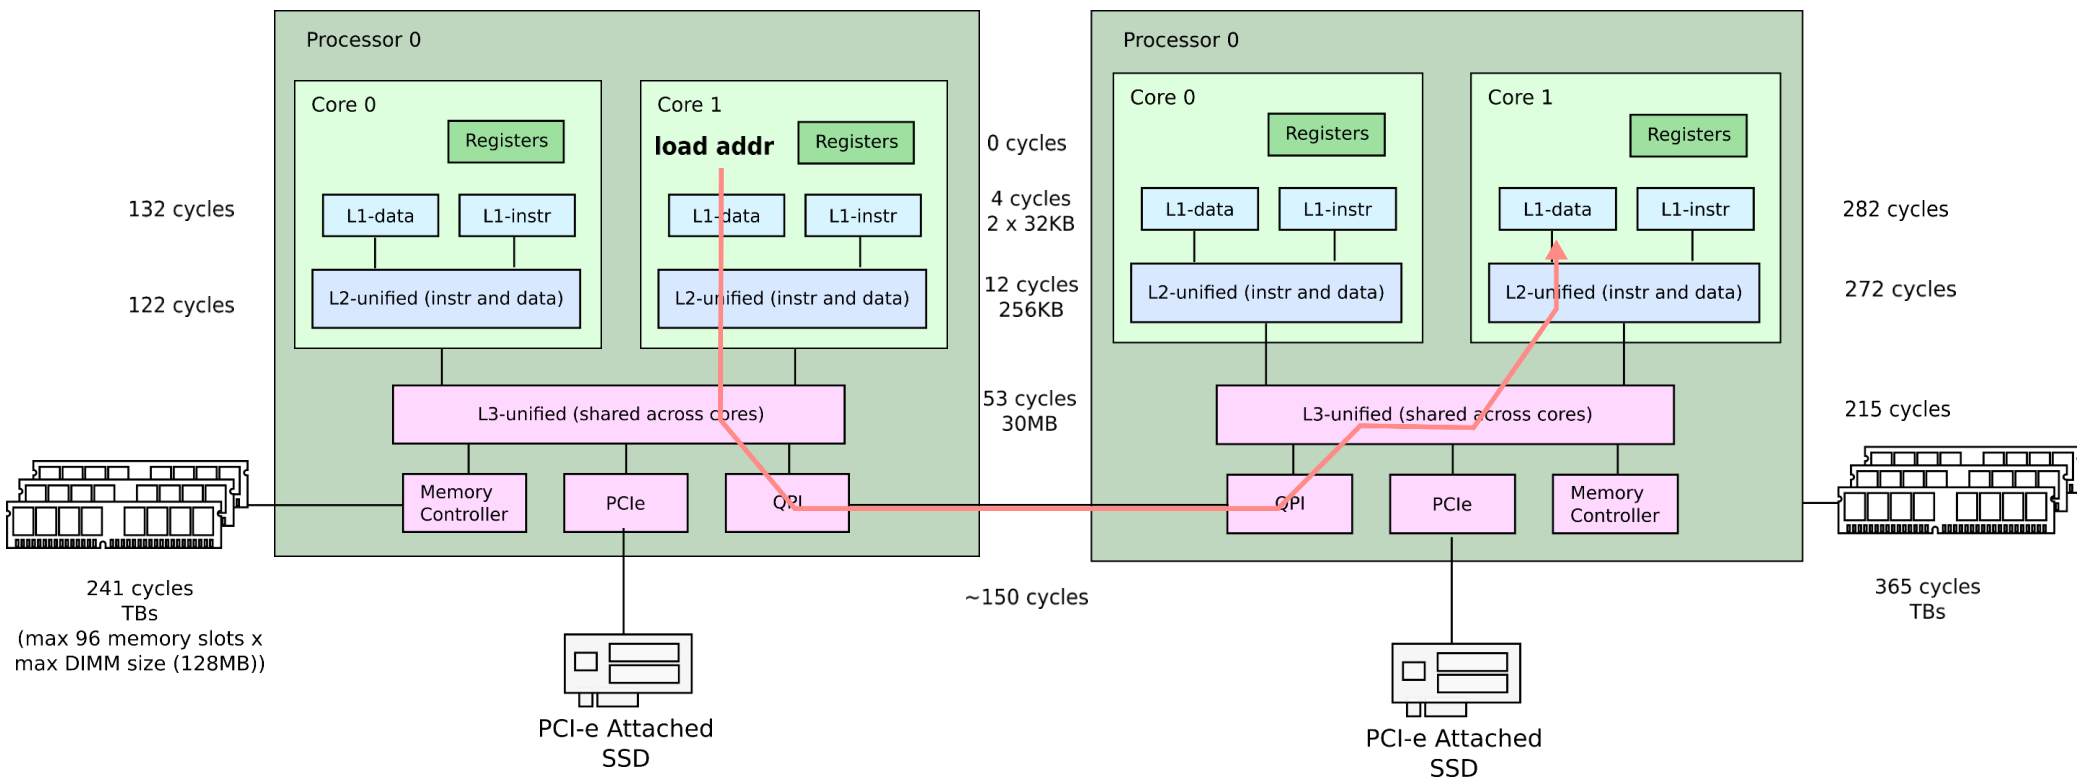 Processor 0
Core 0
Registers
L1-data
L1-instr
L2-unified (instr and data)
Core 1
load addr
Registers
L1-data
L1-instr
L2-unified (instr and data)
L3-unified (shared across cores)
Memory
Controller
PCIe
QPI
132 cycles
122 cycles
241 cycles
TBs
(max 96 memory slots x
max DIMM size (128MB))
PCI-e Attached
SSD
0 cycles
4 cycles
2 x 32KB
12 cycles
256KB
53 cycles
30MB
~150 cycles
Processor 0
Core 0
Registers
L1-data
L1-instr
L2-unified (instr and data)
Core 1
Registers
L1-data
L1-instr
L2-unified (instr and data)
L3-unified (shared across cores)
QPI
PCIe
Memory
Controller
PCI-e Attached
SSD
282 cycles
272 cycles
215 cycles
365 cycles
TBs